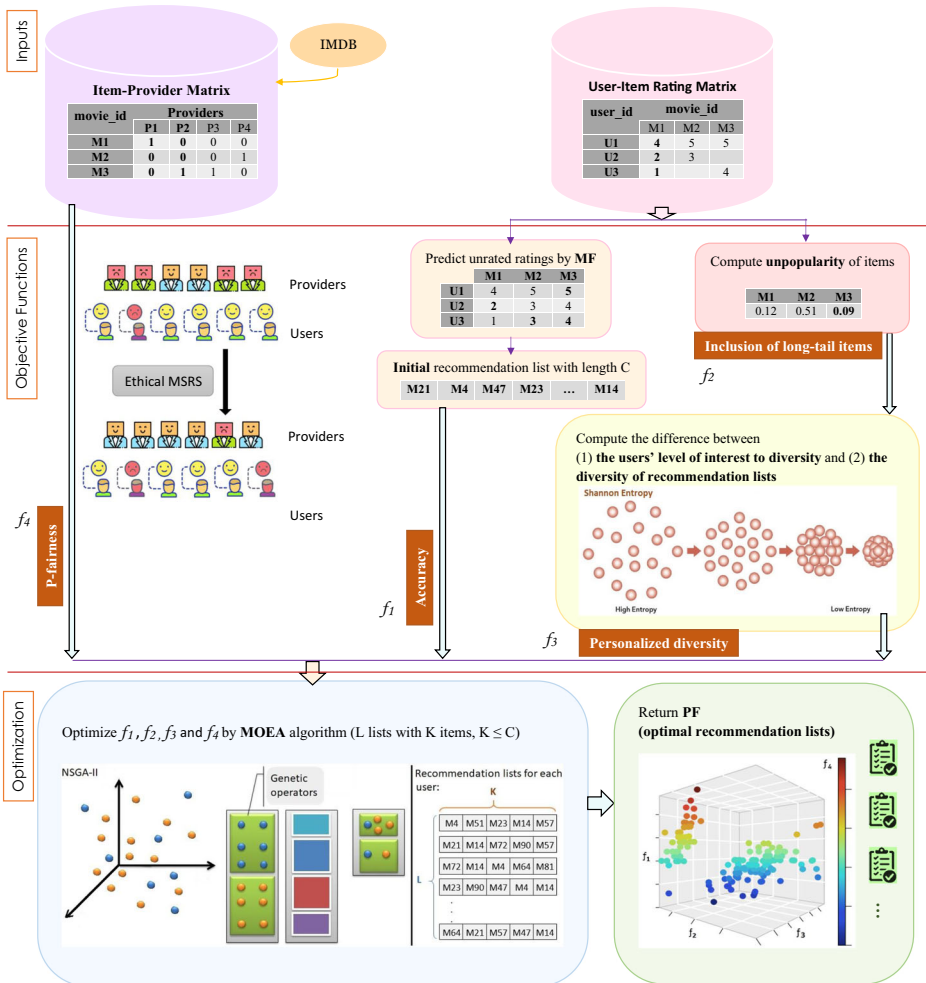 Inputs
IMDB
Item-Provider Matrix
movie_id Providers
P1 P2 P3 P4
M1 1 0 0 0
M2 0 0 0 1
M3 0 1 1 0
User-Item Rating Matrix
user_id movie_id
M1 M2 M3
U1 4 5 5
U2 2 3
U3 1 4
Objective Functions
Providers
Users
Ethical MSRS
Providers
Users
f4
P-fairness
Predict unrated ratings by MF
M1 M2 M3
U1 4 5 5
U2 2 3 4
U3 1 3 4
Initial recommendation list with length C
M21 M4 M47 M23 ... M14
f1
Accuracy
Compute unpopularity of items
M1 M2 M3
0.12 0.51 0.09
Inclusion of long-tail items
f2
Compute the difference between
(1) the users' level of interest to diversity and (2) the
diversity of recommendation lists
Shannon Entropy
High Entropy Low Entropy
f3
Personalized diversity
Optimization
Optimize f1, f2, f3 and f4 by MOEA algorithm (L lists with K items, K ≤ C)
NSGA-II
Genetic
operators
Recommendation lists for each
user:
K
M4 M51 M23 M14 M57
M21 M14 M72 M90 M57
M72 M14 M4 M64 M81
L
M23 M90 M47 M4 M14
M64 M21 M57 M47 M14
Return PF
(optimal recommendation lists)
f4
f1
f2
f3